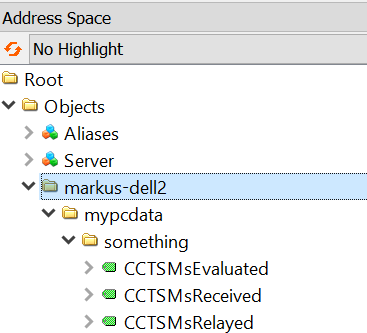 Address Space
No Highlight
Root
Objects
Aliases
Server
markus-dell2
mypcdata
something
CCTSMsEvaluated
CCTSMsReceived
CCTSMsRelayed